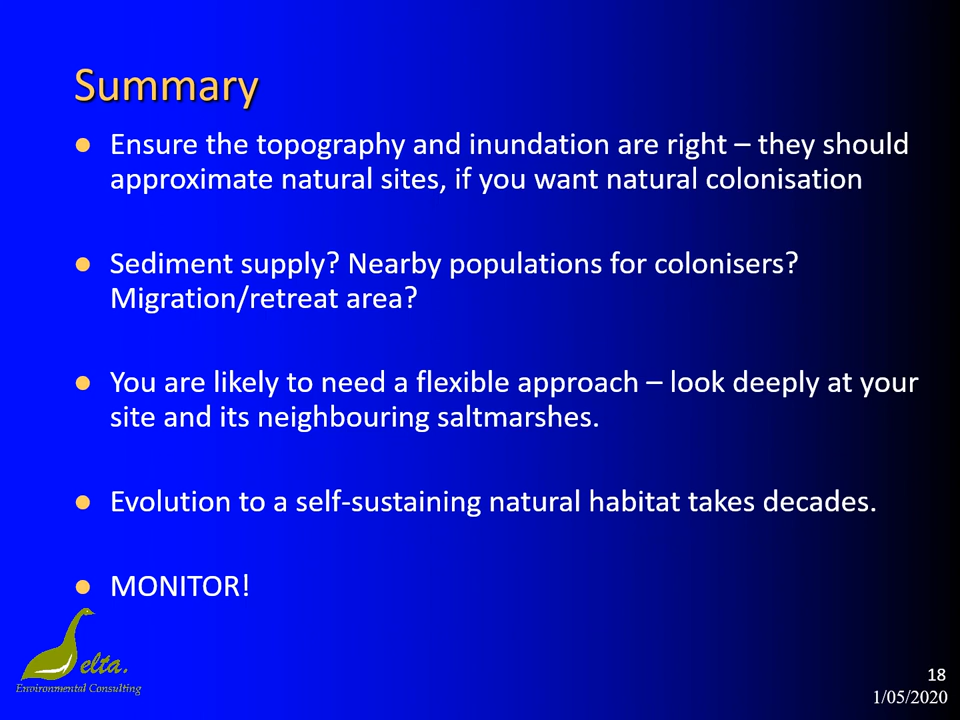 Summary
Ensure the topography and inundation are right – they should
approximate natural sites, if you want natural colonisation
Sediment supply? Nearby populations for colonisers?
Migration/retreat area?
You are likely to need a flexible approach – look deeply at your
site and its neighbouring saltmarshes.
Evolution to a self-sustaining natural habitat takes decades.
MONITOR!
elta.
Environmental Consulting
18
1/05/2020